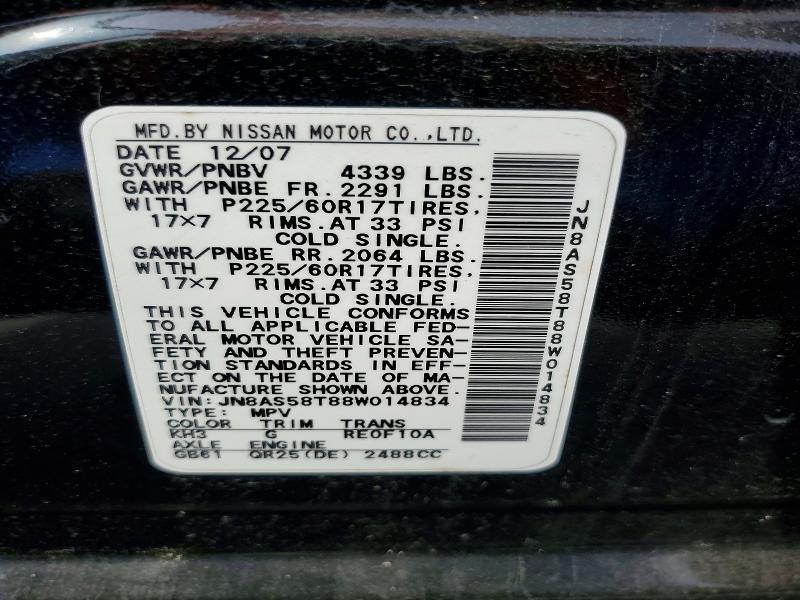 MFD.BY NISSAN MOTOR CO.,LTD.
DATE 12/07
GVWR/PNBV 4339 LBS.
GAWR/PNBE FR.2291 LBS.
WITH P225/60R17TIRES,
17×7 RIMS.AT 33 PSI
COLD SINGLE.
GAWR/PNBE RR.2064 LBS.
WITH P225/60R17TIRES,
17×7 RIMS.AT 33 PSI
COLD SINGLE.
THIS VEHICLE CONFORMS
TO ALL APPLICABLE FED-
ERAL MOTOR VEHICLE SA-
FETY AND THEFT PREVEN-
TION STANDARDS IN EFF-
ECT ON THE DATE OF MA-
NUFACTURE SHOWN ABOVE.
VIN:JN8AS58T88W014834
TYPE: MPV
COLOR TRIM TRANS
KH3 G RE0F10A
AXLE ENGINE
GB61 QR25(DE) 2488CC
JN8AS58T88W014834